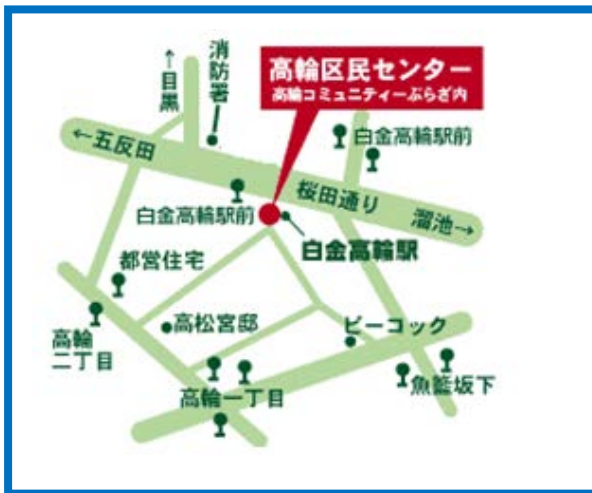 高輪区民センター
高輪コミュニティーぷらざ内
消防署
↑目黒
白金高輪駅前
←五反田
桜田通り
溜池→
白金高輪駅前
白金高輪駅
都営住宅
高松宮邸
ピーコック
高輪
二丁目
魚籃坂下
高輪一丁目